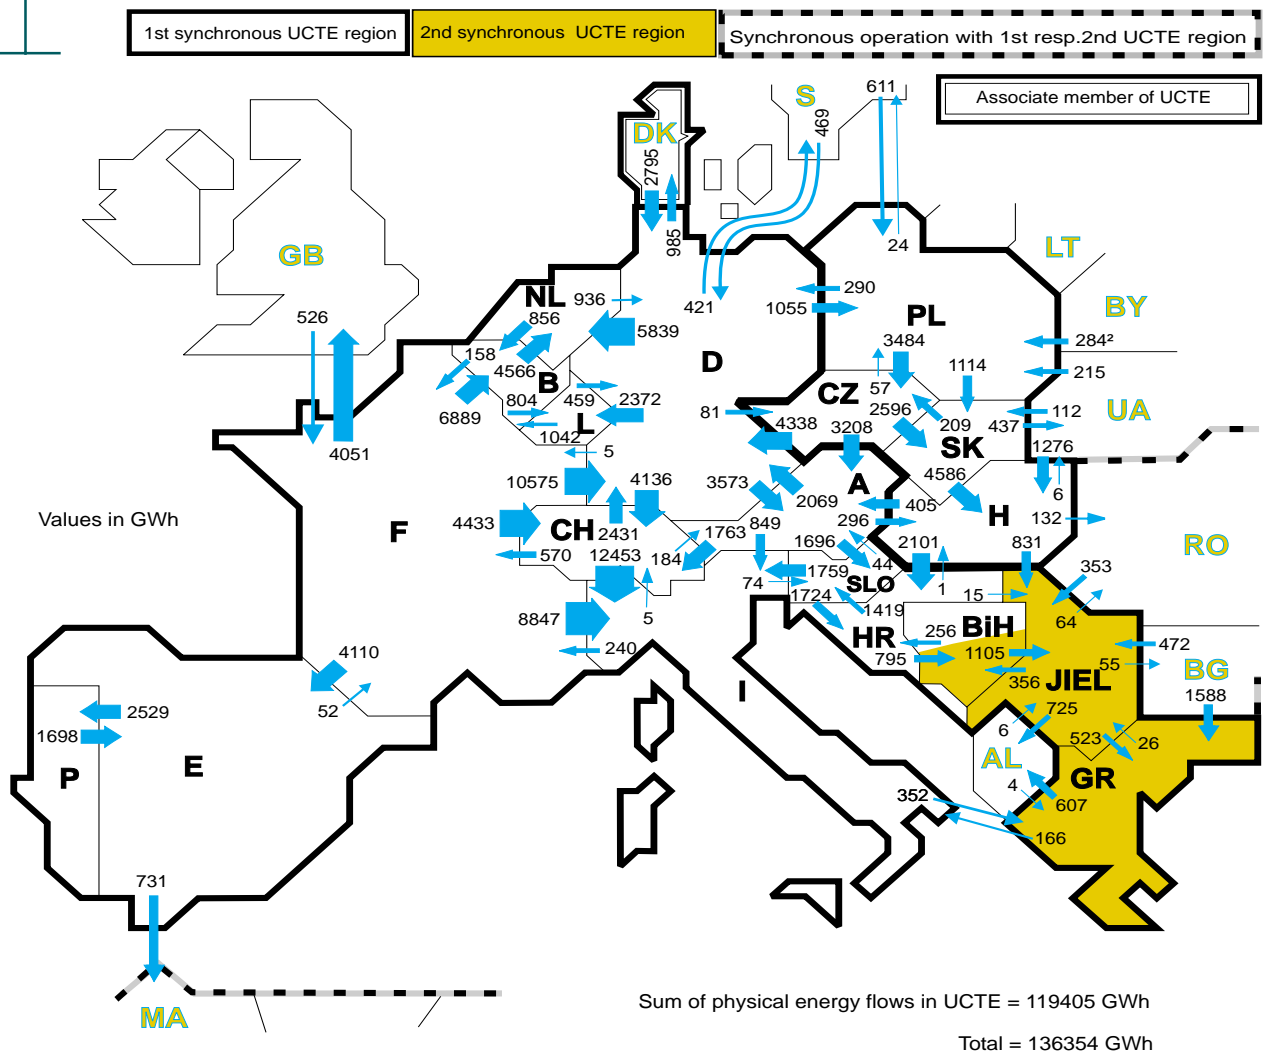 1st synchronous UCTE region
2nd synchronous UCTE region
Synchronous operation with 1st resp.2nd UCTE region
Associate member of UCTE
S
611
469
DK
2795
985
24
GB
LT
NL
936
290
421
1055
BY
526
856
5839
PL
284²
158
3484
4566
D
57
1114
215
B
CZ
6889
804
459
2372
81
2596
112
UA
L
4338
3208
209
437
1042
4051
5
SK
1276
10575
4136
3573
4586
A
6
2069
405
Values in GWh
4433
F
CH
2431
1763
849
296
H
132
570
12453
184
1696
2101
831
RO
44
353
74
1759
SLO
1
15
8847
5
1724
1419
64
HR
256
BiH
240
795
1105
472
4110
55
BG
I
356
JIEL
1588
52
2529
725
1698
6
523
26
P
E
AL
GR
4
352
607
166
731
MA
Sum of physical energy flows in UCTE = 119405 GWh
Total = 136354 GWh